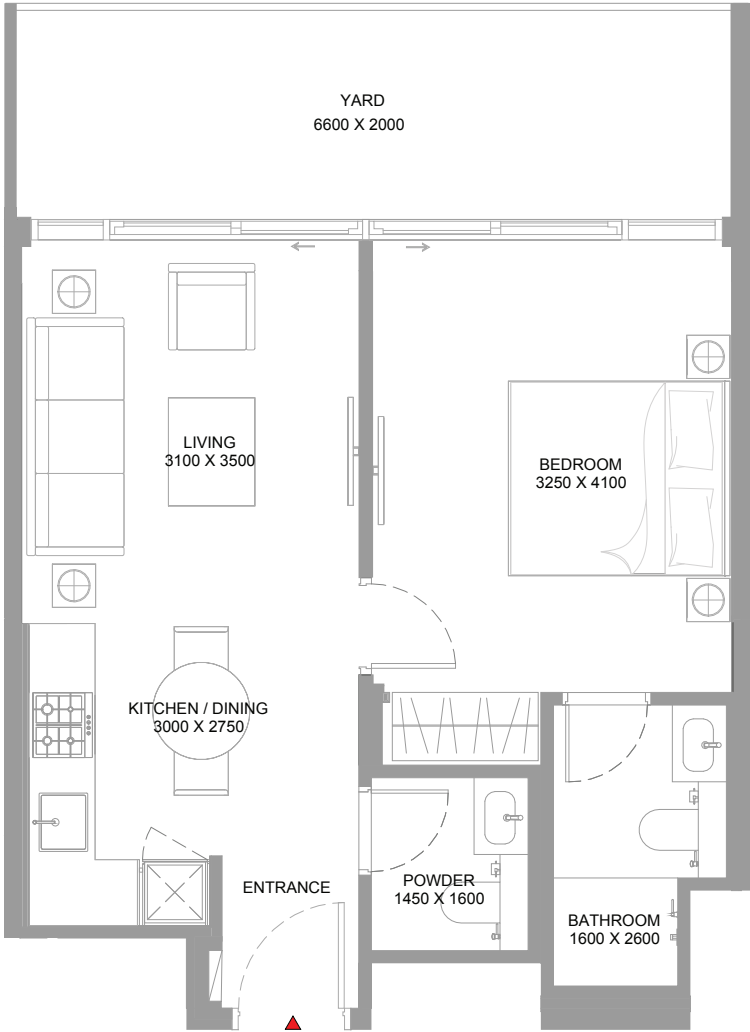 YARD
6600 X 2000
LIVING
3100 X 3500
BEDROOM
3250 X 4100
KITCHEN / DINING
3000 X 2750
ENTRANCE
POWDER
1450 X 1600
BATHROOM
1600 X 2600